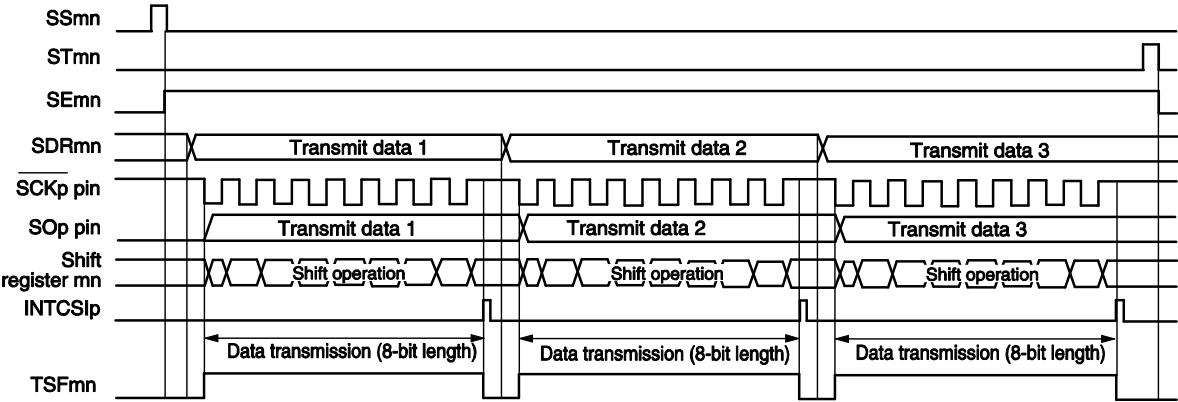 SSmn
STmn
SEmn
SDRmn Transmit data 1 Transmit data 2 Transmit data 3
SCKp pin
SOp pin Transmit data 1 Transmit data 2 Transmit data 3
Shift
register mn Shift operation Shift operation Shift operation
INTCSIp
Data transmission (8-bit length) Data transmission (8-bit length) Data transmission (8-bit length)
TSFmn